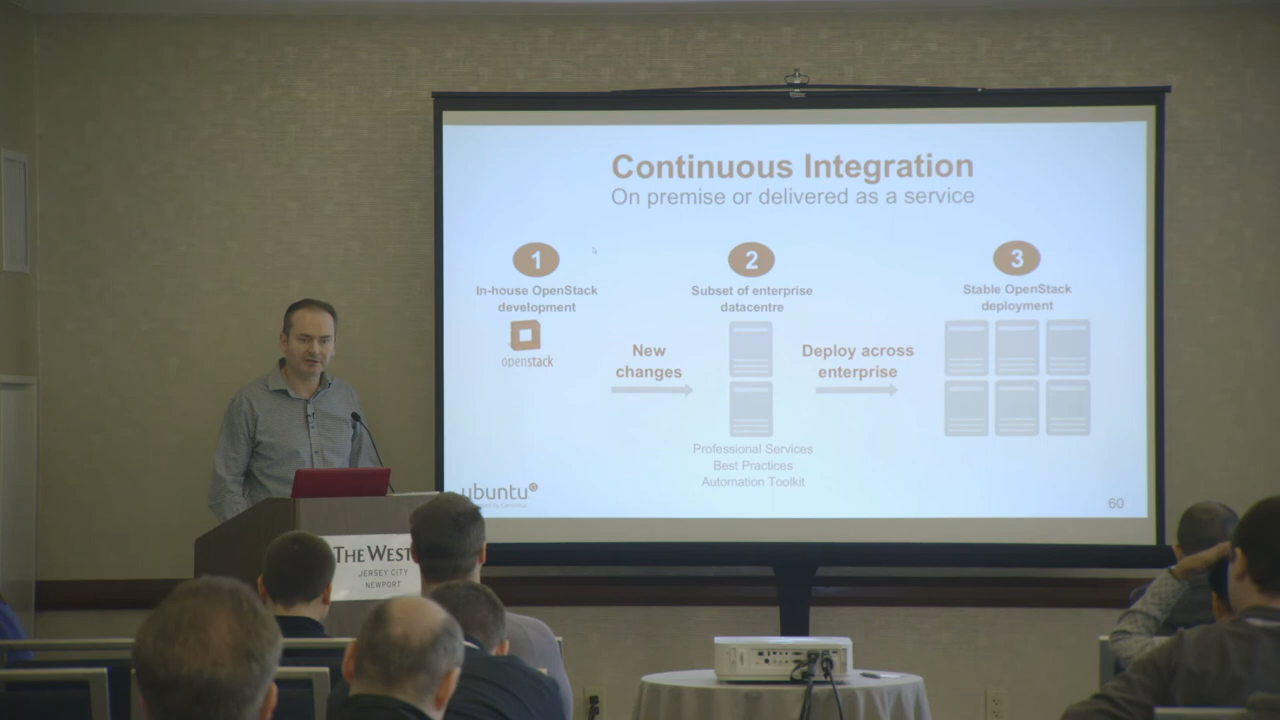 Continuous Integration
On premise or delivered as a service
1
In-house OpenStack
development
openstack
New
changes
2
Subset of enterprise
datacentre
Professional Services
Best Practices
Automation Toolkit
Deploy across
enterprise
3
Stable OpenStack
deployment
ubuntu
60
THE WEST
JERSEY CITY
NEWPORT